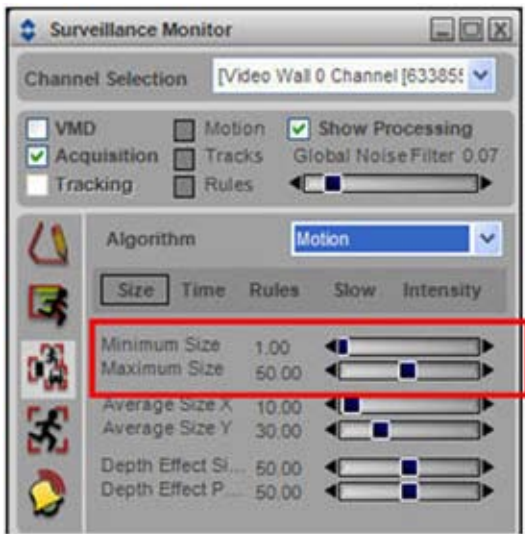 Surveillance Monitor
Channel Selection [Video Wall 0 Channel [63385
VMD Motion Show Processing
Acquisition Tracks Global Noise Filter 0.07
Tracking Rules
Algorithm Motion
Size Time Rules Slow Intensity
Minimum Size 1.00
Maximum Size 50.00
Average Size X 10.00
Average Size Y 30.00
Depth Effect Si... 50.00
Depth Effect P... 50.00